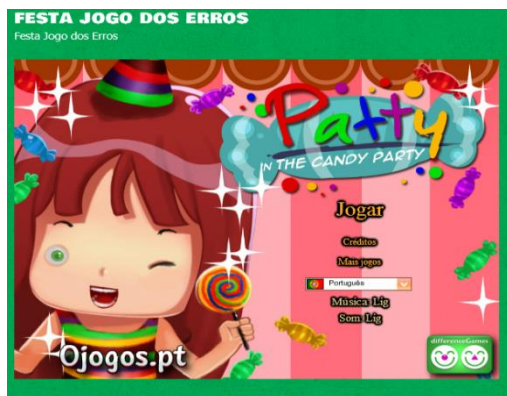 FESTA JOGO DOS ERROS
Festa Jogo dos Erros
Patty
IN THE CANDY PARTY
Jogar
Créditos
Mais jogos
Português
Música: Lig
Som: Lig
Ojogos.pt
differenceGames